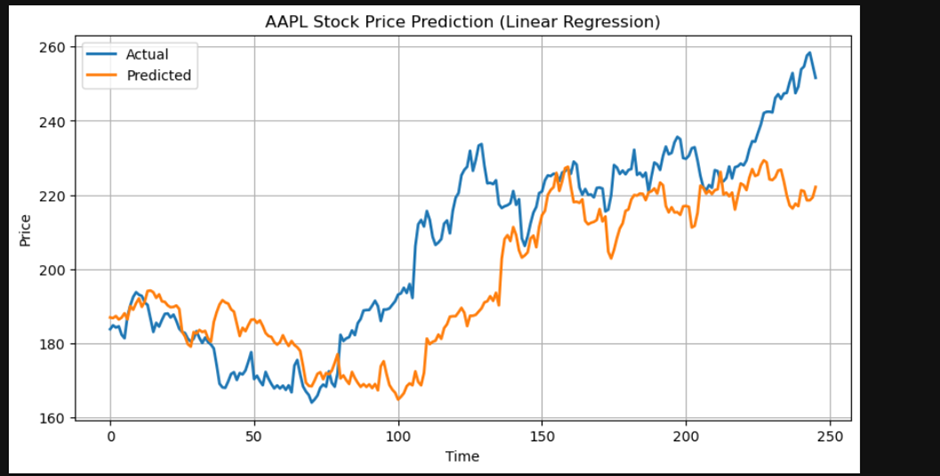 AAPL Stock Price Prediction (Linear Regression)
Actual
Predicted
260
240
220
200
180
160
Price
0 50 100 150 200 250
Time